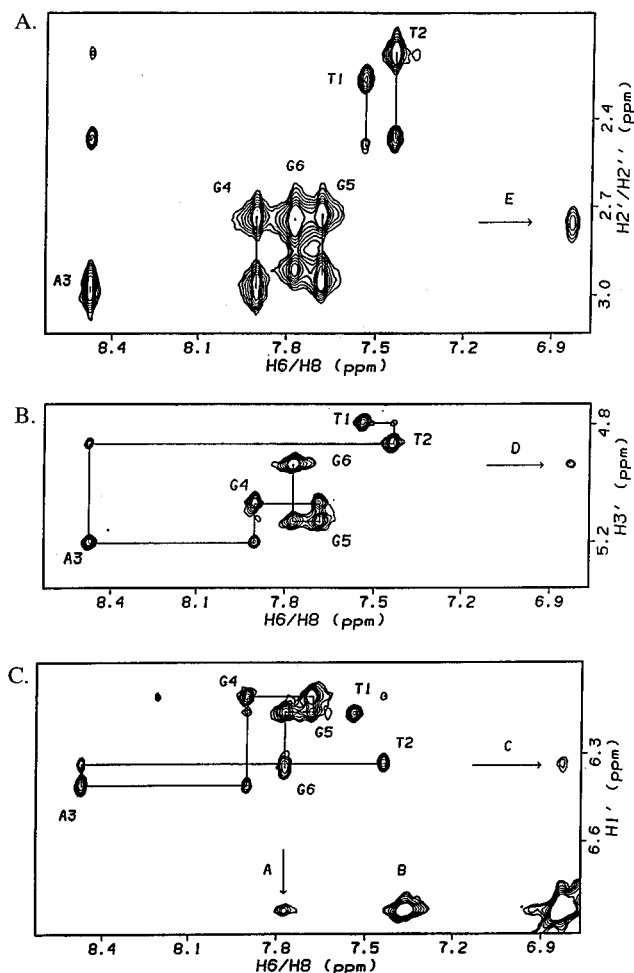 A.
T2
T1
2.4
G6
G4
G5
2.7
E
A3
3.0
H2'/H2'' (ppm)
8.4 8.1 7.8 7.5 7.2 6.9
H6/H8 (ppm)
B.
T1
4.8
T2
G6
D
G4
G5
A3
5.2
H3' (ppm)
8.4 8.1 7.8 7.5 7.2 6.9
H6/H8 (ppm)
C.
G4
T1
G5
T2
C
6.3
A3
G6
6.6
A
B
H1' (ppm)
8.4 8.1 7.8 7.5 7.2 6.9
H6/H8 (ppm)